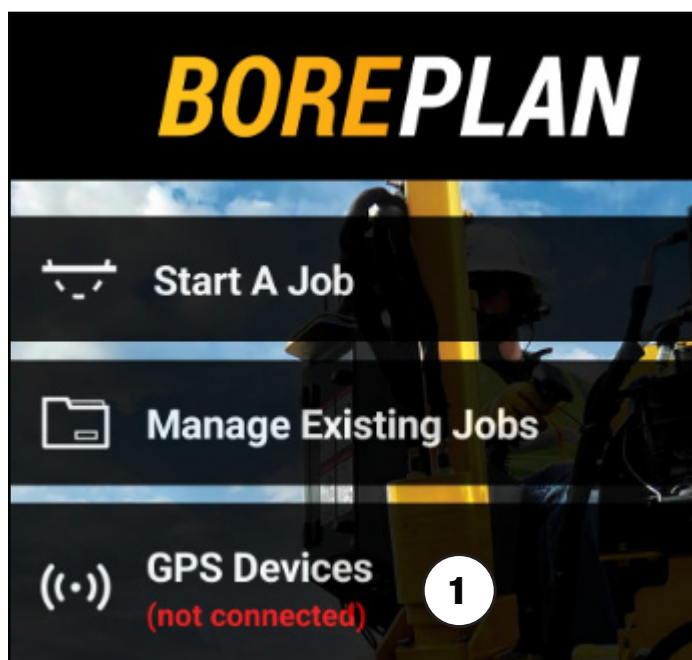 BOREPLAN
Start A Job
Manage Existing Jobs
GPS Devices
(not connected)
1